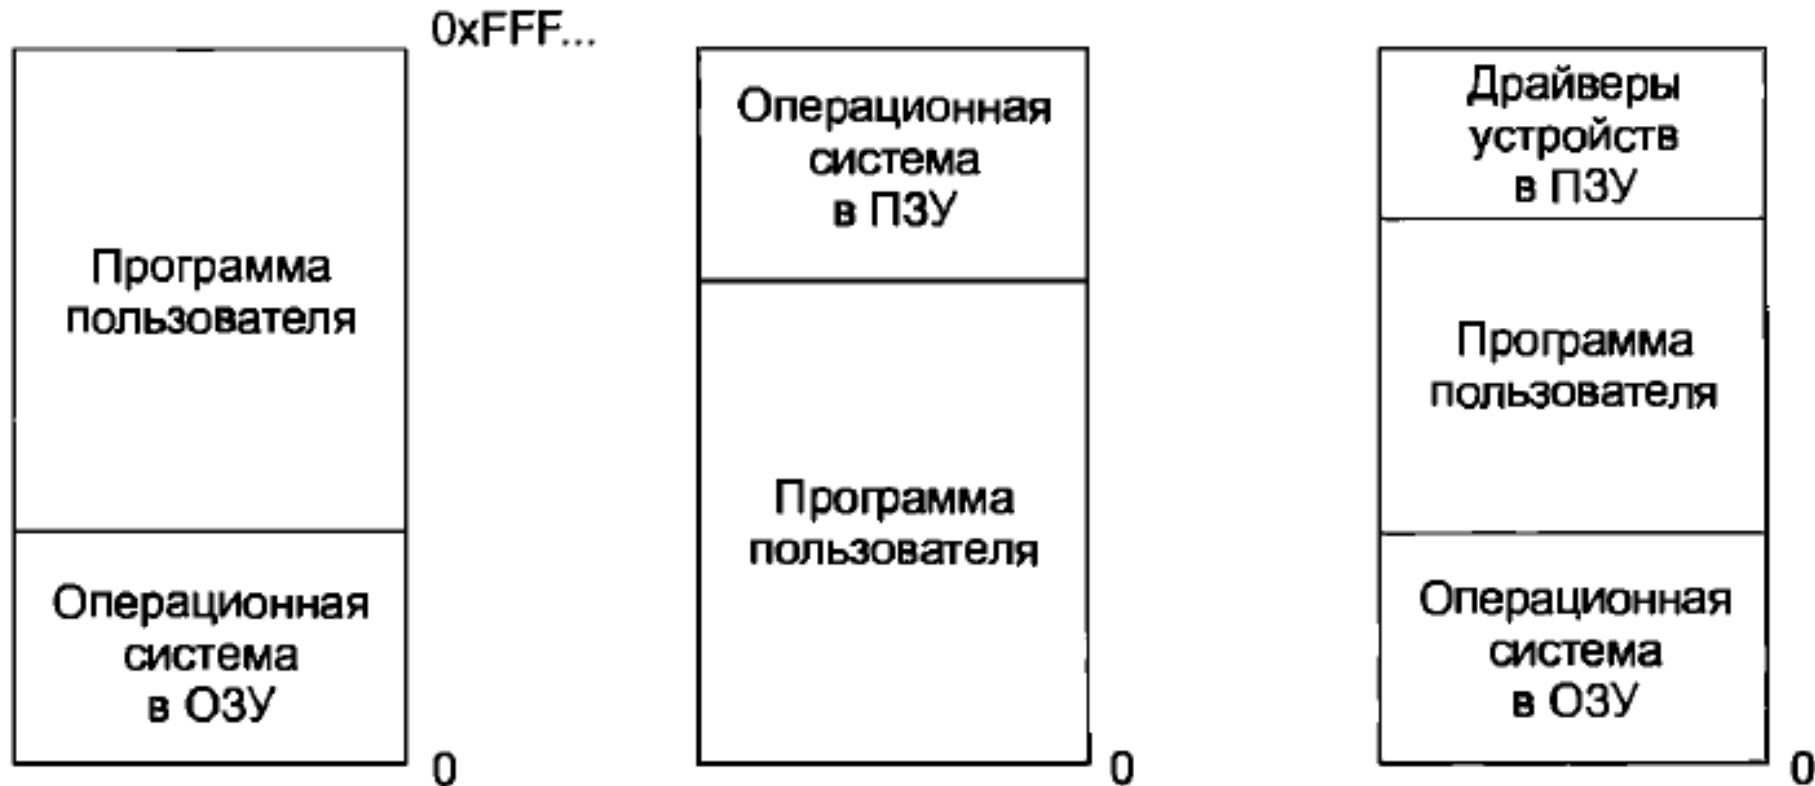 0xFFF...
Программа
пользователя
Операционная
система
в ОЗУ
0
Операционная
система
в ПЗУ
Программа
пользователя
0
Драйверы
устройств
в ПЗУ
Программа
пользователя
Операционная
система
в ОЗУ
0